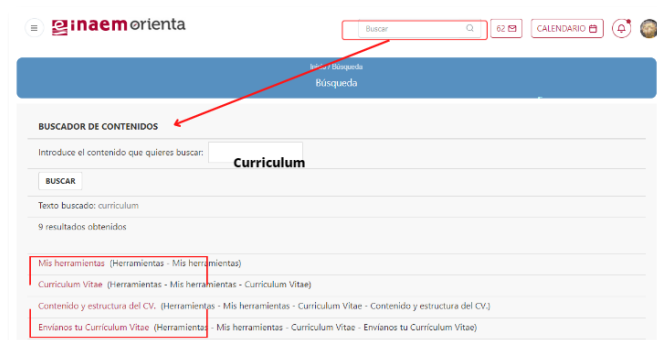 inaem orienta
Buscar
62
CALENDARIO
Inicio / Búsqueda
Búsqueda
BUSCADOR DE CONTENIDOS
Introduce el contenido que quieres buscar:
Curriculum
BUSCAR
Texto buscado: curriculum
9 resultados obtenidos
Mis herramientas (Herramientas - Mis herramientas)
Curriculum Vitae (Herramientas - Mis herramientas - Curriculum Vitae)
Contenido y estructura del CV. (Herramientas - Mis herramientas - Curriculum Vitae - Contenido y estructura del CV.)
Envíanos tu Currículum Vitae (Herramientas - Mis herramientas - Curriculum Vitae - Envíanos tu Currículum Vitae)